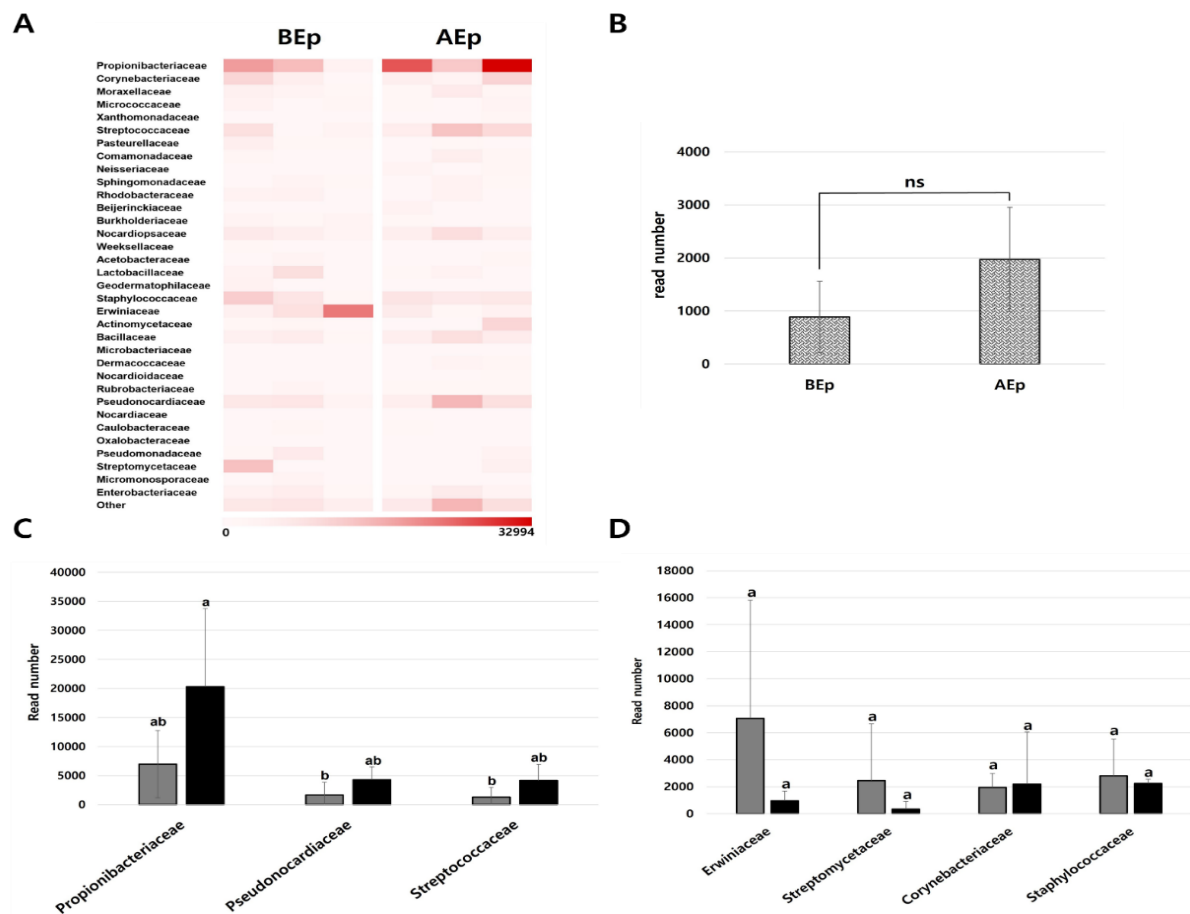 A
BEp
AEp
Propionibacteriaceae
Corynebacteriaceae
Moraxellaceae
Micrococcaceae
Xanthomonadaceae
Streptococcaceae
Pasteurellaceae
Comamonadaceae
Neisseriaceae
Sphingomonadaceae
Rhodobacteraceae
Beijerinckiaceae
Burkholderiaceae
Nocardiopsaceae
Weeksellaceae
Acetobacteraceae
Lactobacillaceae
Geodermatophilaceae
Staphylococcaceae
Erwiniaceae
Actinomycetaceae
Bacillaceae
Microbacteriaceae
Dermacoccaceae
Nocardioidaceae
Rubrobacteriaceae
Pseudonocardiaceae
Nocardiaceae
Caulobacteraceae
Oxalobacteraceae
Pseudomonadaceae
Streptomycetaceae
Micromonosporaceae
Enterobacteriaceae
Other
0
32994
B
4000
3000
2000
1000
0
read number
ns
BEp
AEp
C
40000
35000
30000
25000
20000
15000
10000
5000
0
Read number
ab
a
b
ab
b
ab
Propionibacteriaceae
Pseudonocardiaceae
Streptococcaceae
D
18000
16000
14000
12000
10000
8000
6000
4000
2000
0
Read number
a
a
a
a
a
a
a
a
Erwiniaceae
Streptomycetaceae
Corynebacteriaceae
Staphylococcaceae